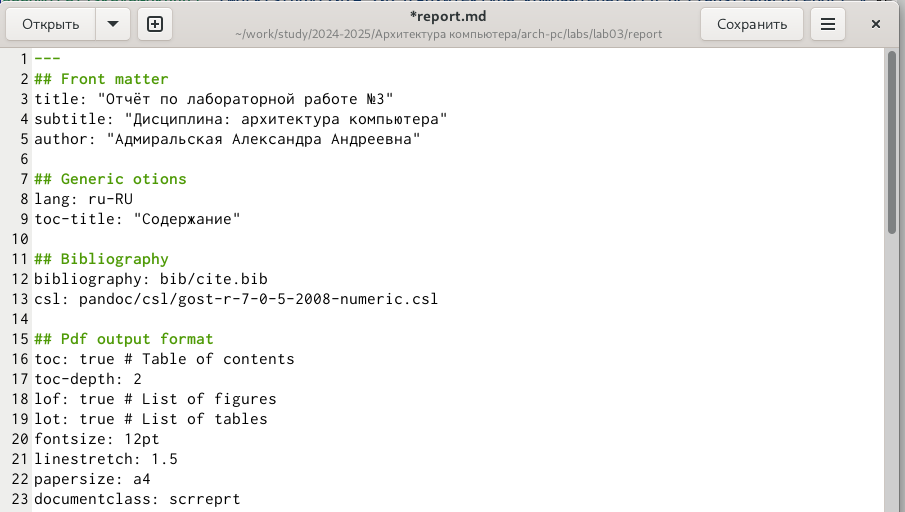 Открыть
*report.md
~/work/study/2024-2025/Архитектура компьютера/arch-pc/labs/lab03/report
Сохранить
1 ---
2 ## Front matter
3 title: "Отчёт по лабораторной работе №3"
4 subtitle: "Дисциплина: архитектура компьютера"
5 author: "Адмиральская Александра Андреевна"
6
7 ## Generic otions
8 lang: ru-RU
9 toc-title: "Содержание"
10
11 ## Bibliography
12 bibliography: bib/cite.bib
13 csl: pandoc/csl/gost-r-7-0-5-2008-numeric.csl
14
15 ## Pdf output format
16 toc: true # Table of contents
17 toc-depth: 2
18 lof: true # List of figures
19 lot: true # List of tables
20 fontsize: 12pt
21 linestretch: 1.5
22 papersize: a4
23 documentclass: scrreprt